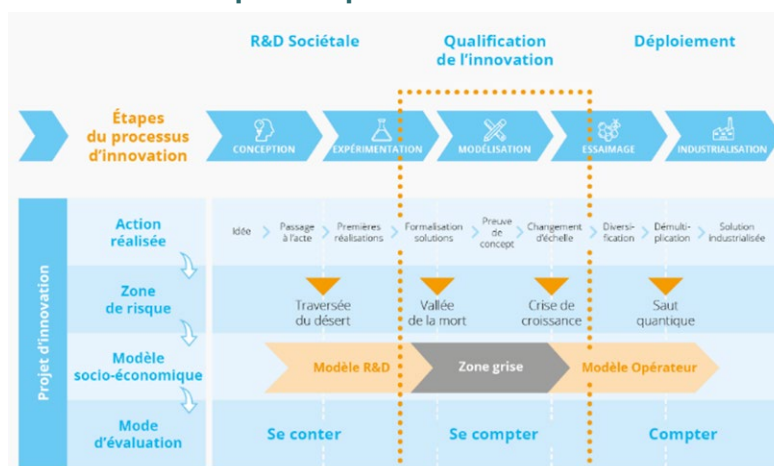 R&D Sociétale
Qualification
de l'innovation
Déploiement
Étapes
du processus
d'innovation
CONCEPTION
EXPÉRIMENTATION
MODÉLISATION
ESSAIMAGE
INDUSTRIALISATION
Projet d'innovation
Action
réalisée
Idée
Passage
à l'acte
Premières
réalisations
Formalisation
solutions
Preuve
de
concept
Changement
d'échelle
Diversi-
fication
Démulti-
plication
Solution
industrialisée
Zone
de risque
Traversée
du désert
Vallée
de la mort
Crise de
croissance
Saut
quantique
Modèle
socio-économique
Modèle R&D
Zone grise
Modèle Opérateur
Mode
d'évaluation
Se conter
Se compter
Compter